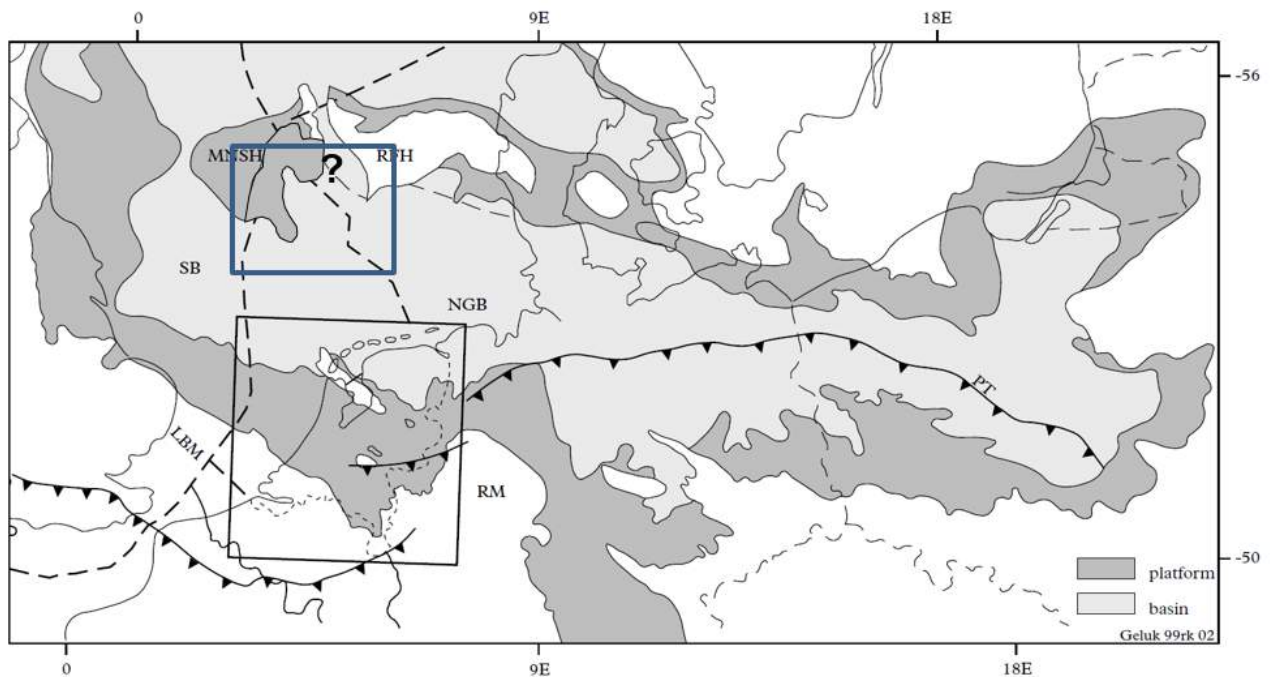 0 9E 18E
-56
MNSH RFH
?
SB
NGB
PT
LBM
RM
-50
platform
basin
Geluk 99rk 02
0 9E 18E